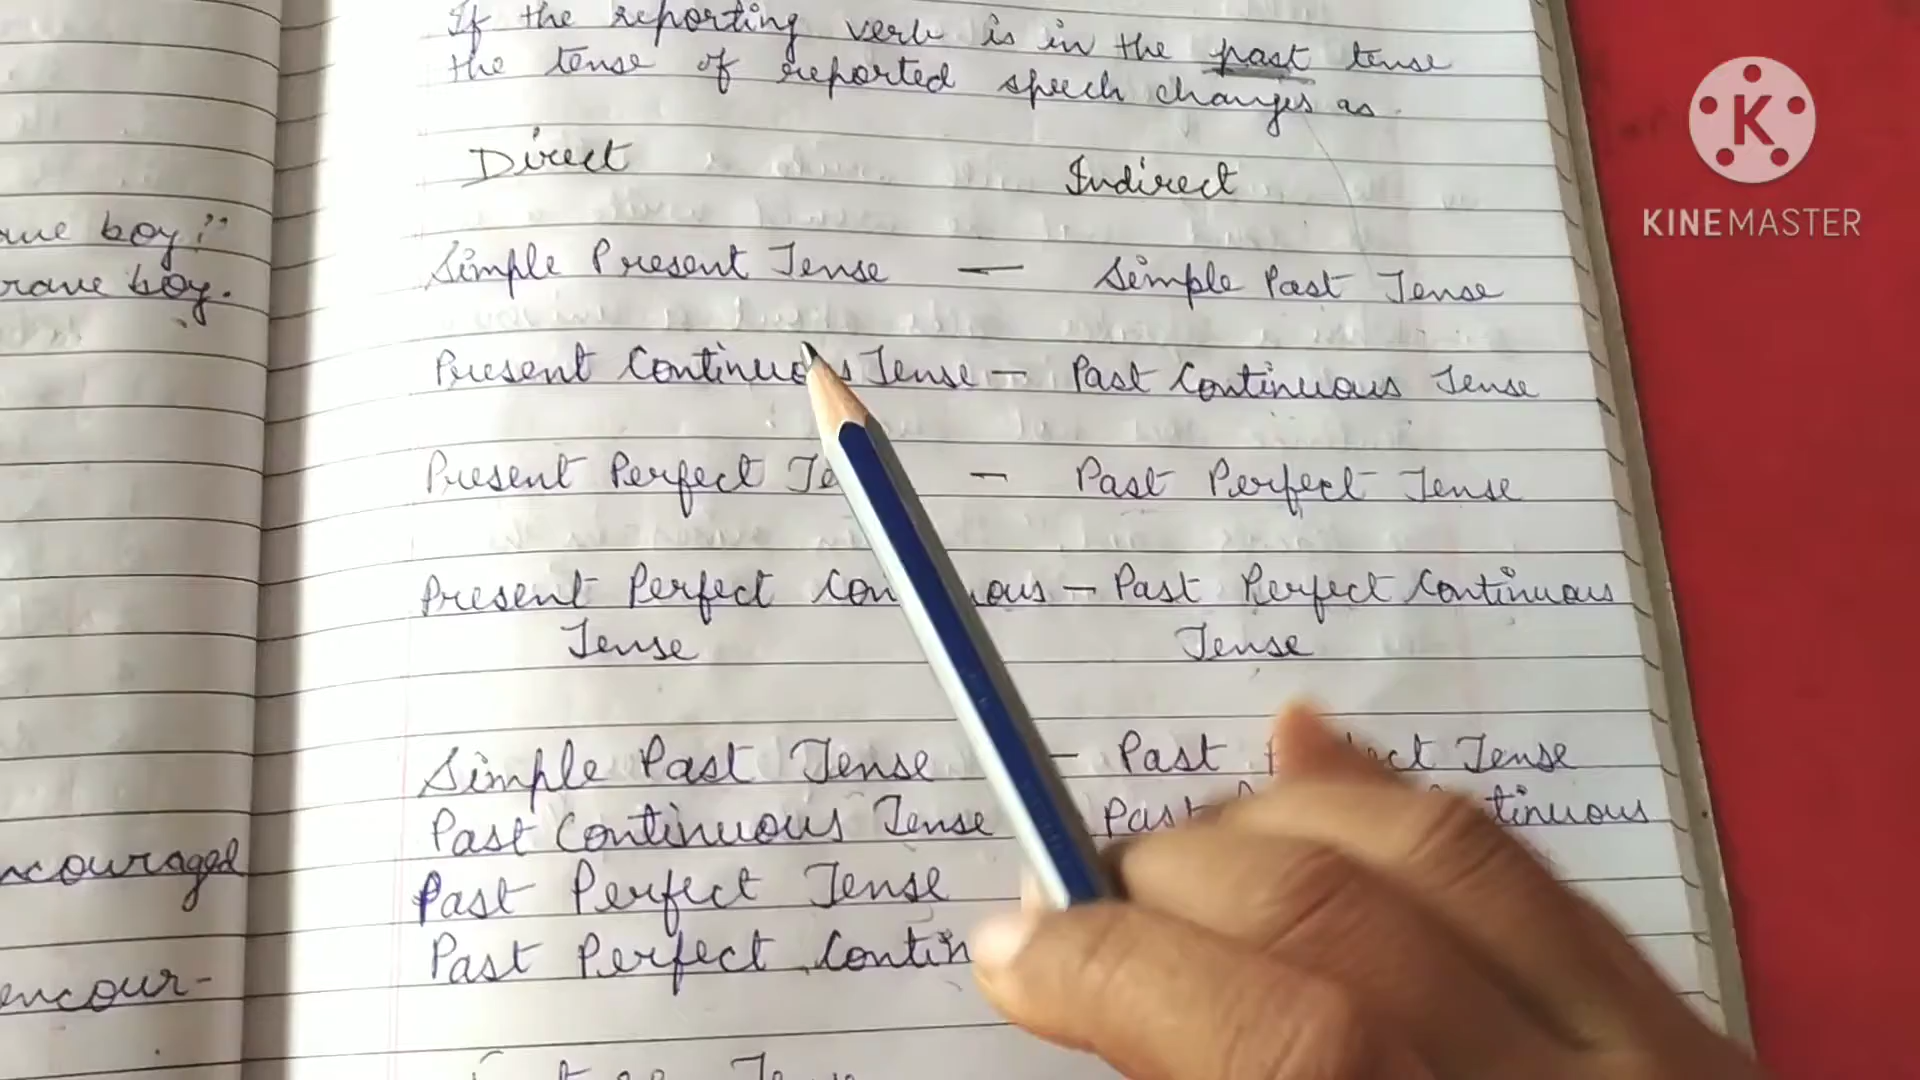 If the reporting verb is in the past tense
the tense of reported speech changes as.
Direct
Indirect
Simple Present Tense — Simple Past Tense
Present Continuous Tense — Past Continuous Tense
Present Perfect — Past Perfect Tense
Present Perfect — Past Perfect Continuous
Tense
Tense
Simple Past Tense — Past Tense
Past Continuous Tense Past
Past Perfect Tense
Past Perfect
boy!"
boy.
encour-
K
KINEMASTER